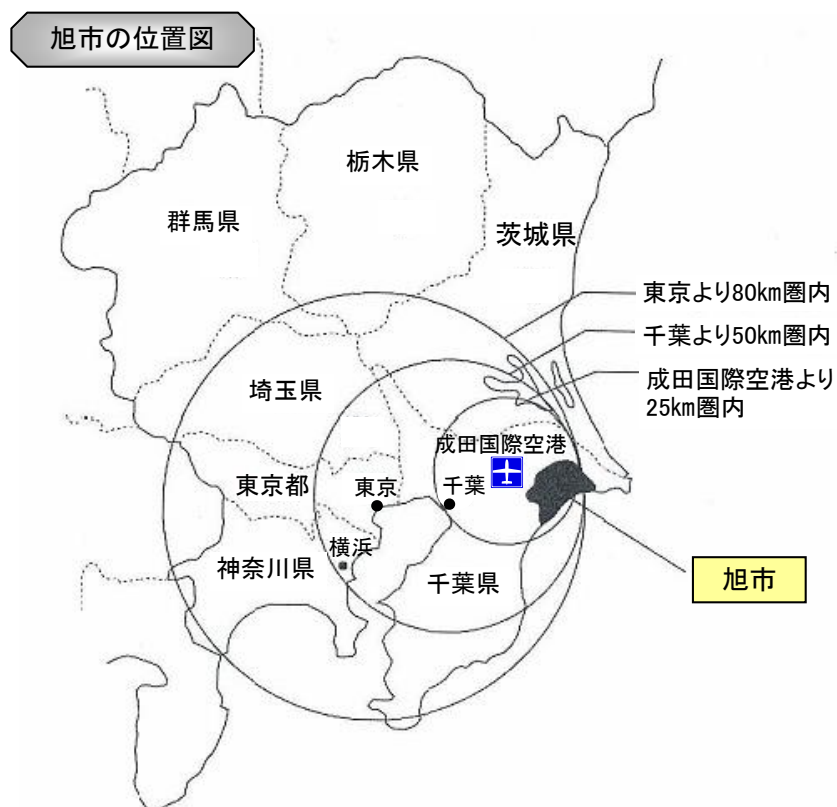 旭市の位置図
栃木県
群馬県
茨城県
東京より80km圏内
千葉より50km圏内
成田国際空港より
25km圏内
埼玉県
成田国際空港
東京都
東京
千葉
横浜
神奈川県
千葉県
旭市